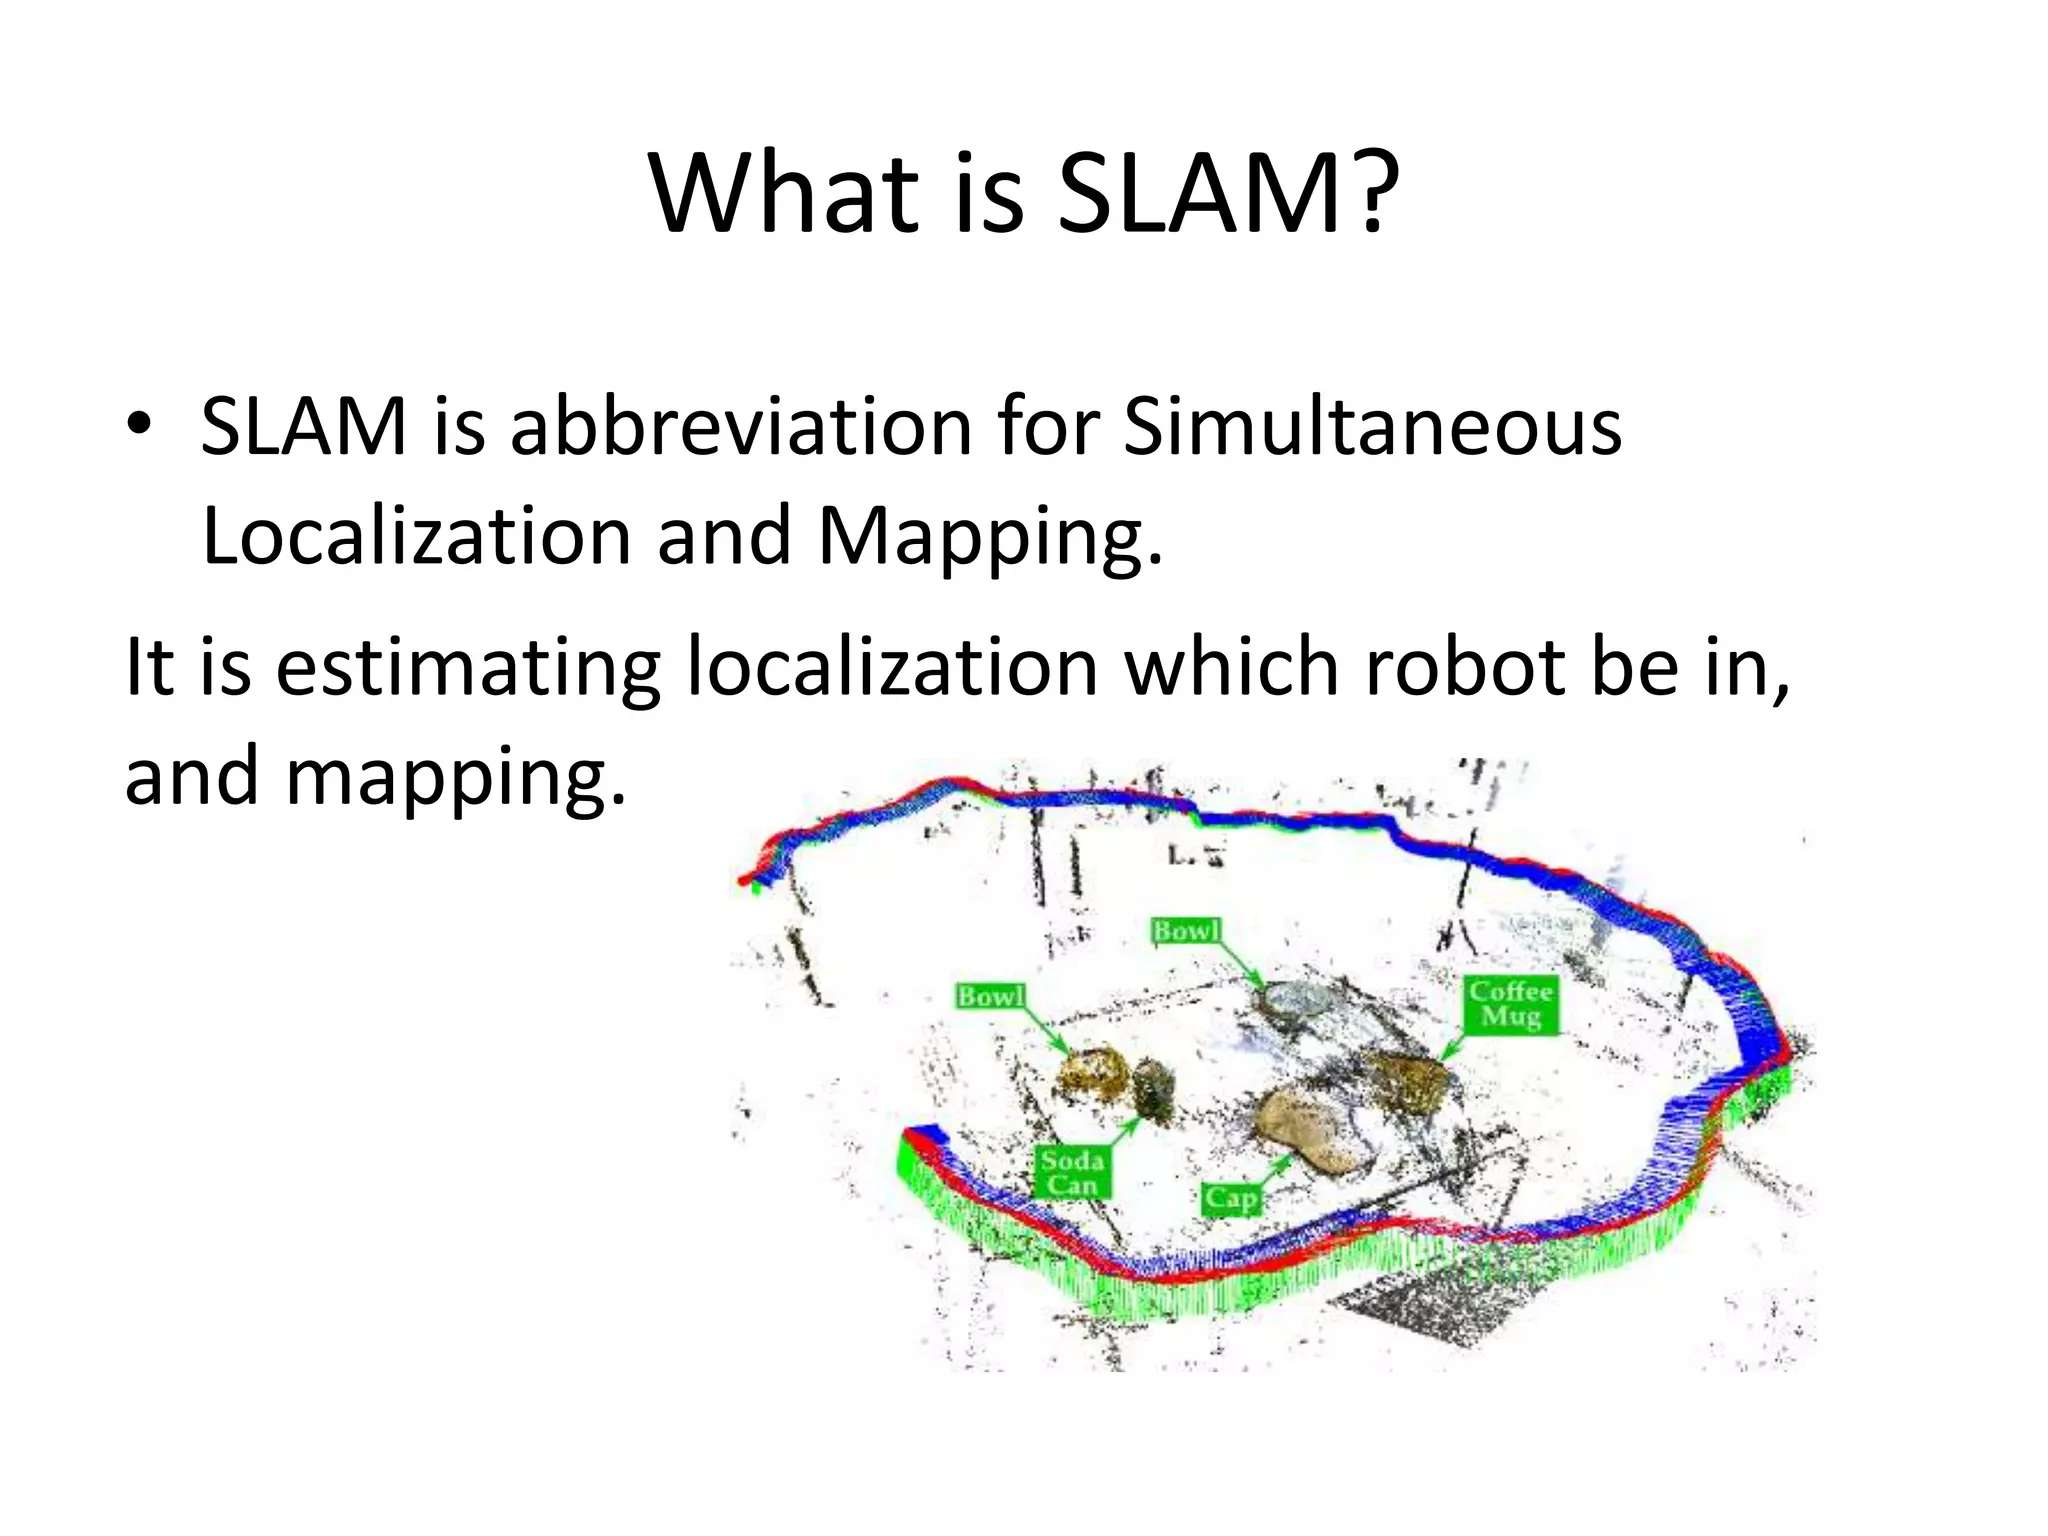 What is SLAM?
• SLAM is abbreviation for Simultaneous
Localization and Mapping.
It is estimating localization which robot be in,
and mapping.
Bowl
Bowl
Coffee
Mug
Soda
Can
Cap